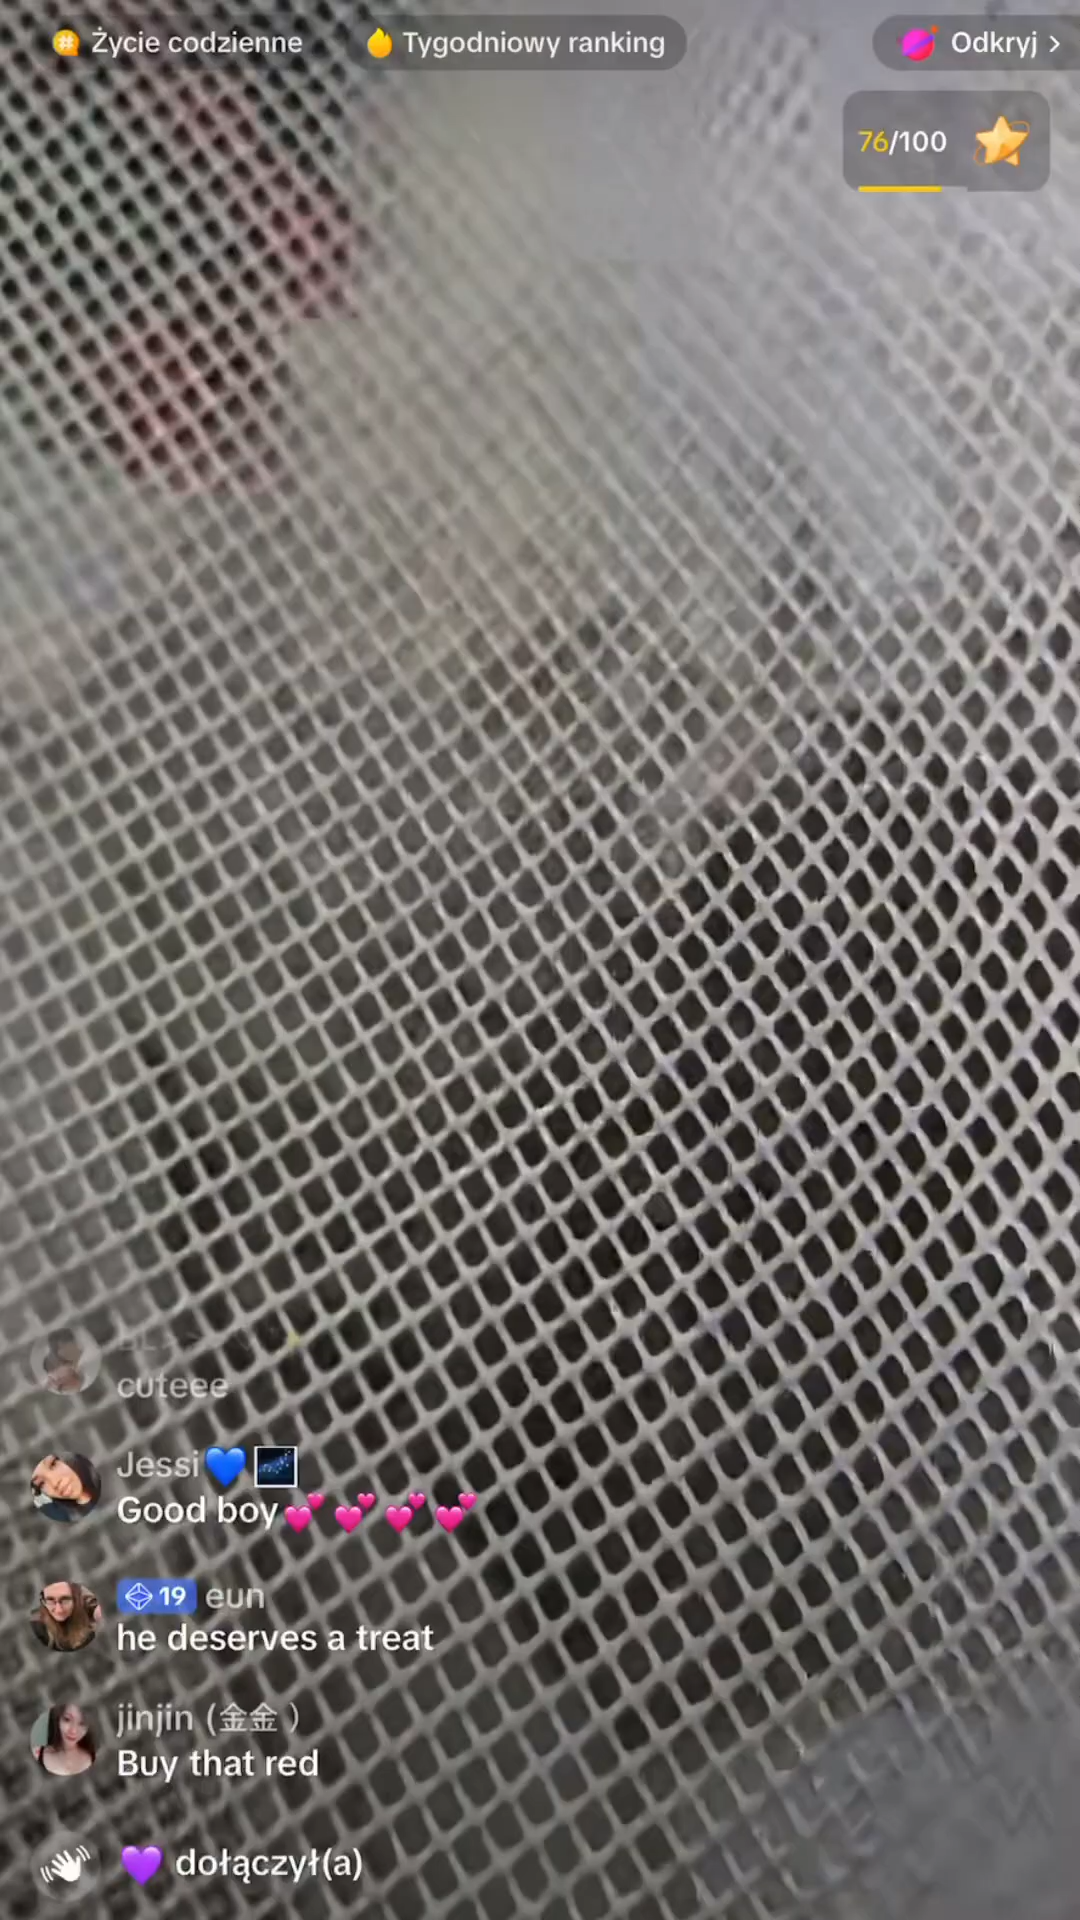 Życie codzienne
Tygodniowy ranking
Odkryj >
76/100
cuteee
Jessi💙🌌
Good boy💕💕💕💕
19 eun
he deserves a treat
jinjin (金金)
Buy that red
💜 dołączył(a)